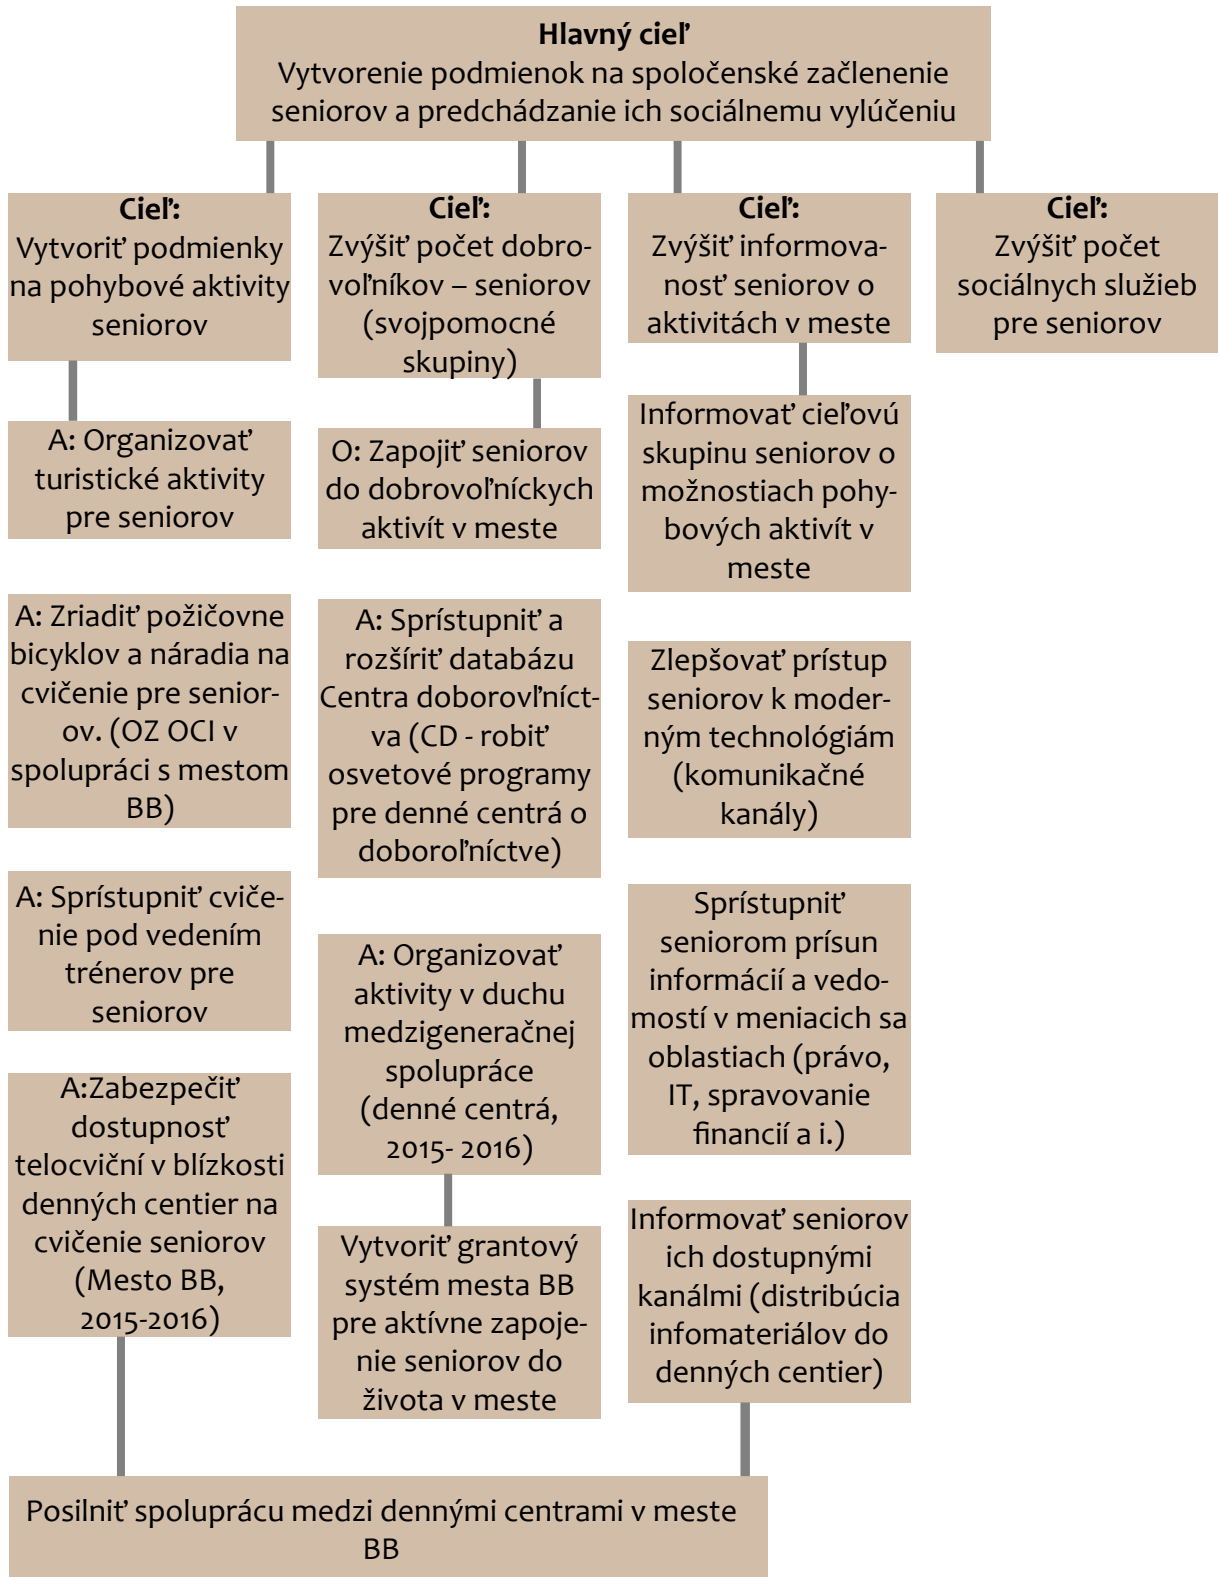 Hlavný cieľ
Vytvorenie podmienok na spoločenské začlenenie
seniorov a predchádzanie ich sociálnemu vylúčeniu
Cieľ:
Vytvoriť podmienky
na pohybové aktivity
seniorov
A: Organizovať
turistické aktivity
pre seniorov
A: Zriadiť požičovne
bicyklov a náradia na
cvičenie pre senior-
ov. (OZ OCI v
spolupráci s mestom
BB)
A: Sprístupniť cviče-
nie pod vedením
trénerov pre
seniorov
A:Zabezpečiť
dostupnosť
telocviční v blízkosti
denných centier na
cvičenie seniorov
(Mesto BB,
2015-2016)
Cieľ:
Zvýšiť počet dobro-
voľníkov – seniorov
(svojpomocné
skupiny)
O: Zapojiť seniorov
do dobrovoľníckych
aktivít v meste
A: Sprístupniť a
rozšíriť databázu
Centra doborovľníct-
va (CD - robiť
osvetové programy
pre denné centrá o
doboroľníctve)
A: Organizovať
aktivity v duchu
medzigeneračnej
spolupráce
(denné centrá,
2015- 2016)
Vytvoriť grantový
systém mesta BB
pre aktívne zapoje-
nie seniorov do
života v meste
Cieľ:
Zvýšiť informova-
nosť seniorov o
aktivitách v meste
Informovať cieľovú
skupinu seniorov o
možnostiach pohy-
bových aktivít v
meste
Zlepšovať prístup
seniorov k moder-
ným technológiám
(komunikačné
kanály)
Sprístupniť
seniorom prísun
informácií a vedo-
mostí v meniacich sa
oblastiach (právo,
IT, spravovanie
financií a i.)
Informovať seniorov
ich dostupnými
kanálmi (distribúcia
infomateriálov do
denných centier)
Cieľ:
Zvýšiť počet
sociálnych služieb
pre seniorov
Posilniť spoluprácu medzi dennými centrami v meste
BB